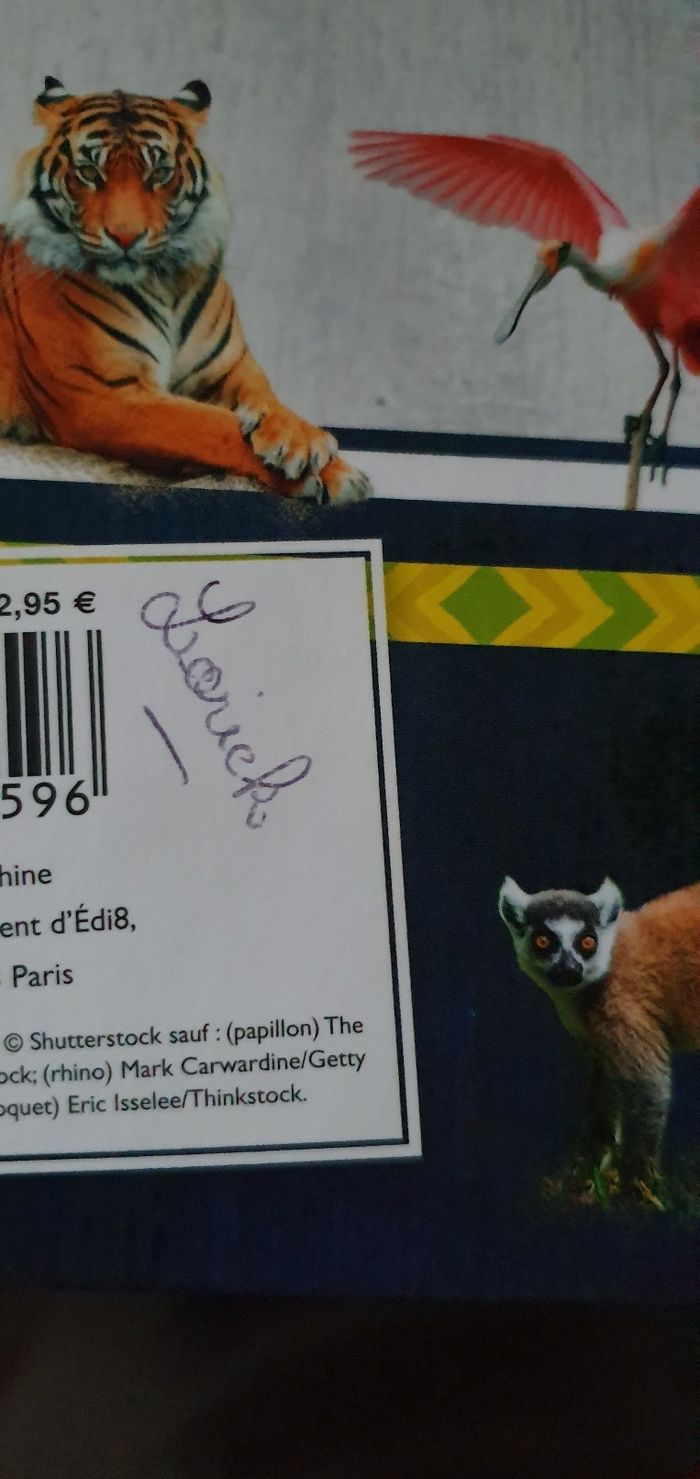 2,95 €
Lorick
596
hine
ent d'Édi8,
Paris
© Shutterstock sauf : (papillon) The
ock; (rhino) Mark Carwardine/Getty
oquet) Eric Isselee/Thinkstock.